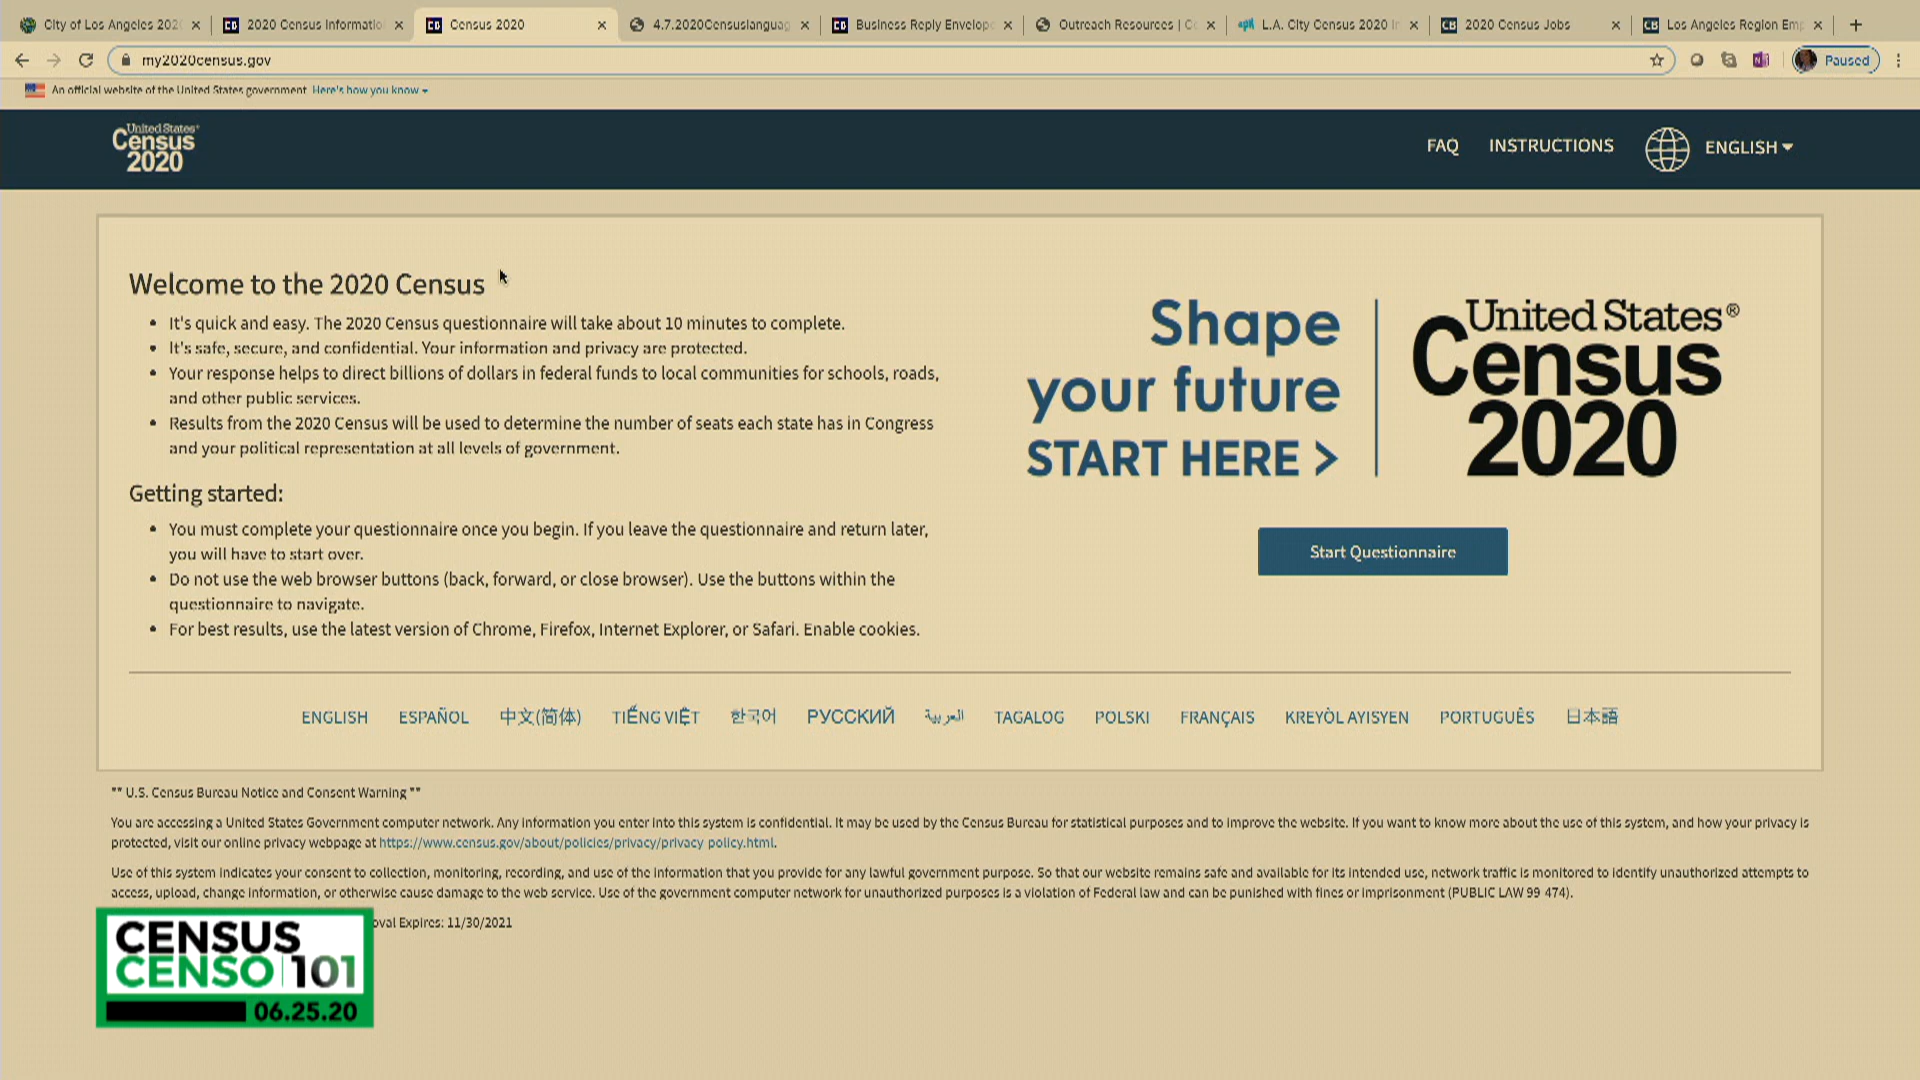 City of Los Angeles 202
2020 Census Informatio
Census 2020
4.7.2020Censuslanguag
Business Reply Envelop
Outreach Resources | C
L.A. City Census 2020 I
2020 Census Jobs
Los Angeles Region Em
my2020census.gov
Paused
An official website of the United States government Here's how you know
United States®
Census
2020
FAQ
INSTRUCTIONS
ENGLISH
Welcome to the 2020 Census
• It's quick and easy. The 2020 Census questionnaire will take about 10 minutes to complete.
• It's safe, secure, and confidential. Your information and privacy are protected.
• Your response helps to direct billions of dollars in federal funds to local communities for schools, roads,
and other public services.
• Results from the 2020 Census will be used to determine the number of seats each state has in Congress
and your political representation at all levels of government.
Getting started:
• You must complete your questionnaire once you begin. If you leave the questionnaire and return later,
you will have to start over.
• Do not use the web browser buttons (back, forward, or close browser). Use the buttons within the
questionnaire to navigate.
• For best results, use the latest version of Chrome, Firefox, Internet Explorer, or Safari. Enable cookies.
Shape
your future
START HERE >
United States®
Census
2020
Start Questionnaire
ENGLISH ESPAÑOL 中文(简体) TIẾNG VIỆT 한국어 РУССКИЙ العربية TAGALOG POLSKI FRANÇAIS KREYÒL AYISYEN PORTUGUÊS 日本語
** U.S. Census Bureau Notice and Consent Warning **
You are accessing a United States Government computer network. Any information you enter into this system is confidential. It may be used by the Census Bureau for statistical purposes and to improve the website. If you want to know more about the use of this system, and how your privacy is
protected, visit our online privacy webpage at https://www.census.gov/about/policies/privacy/privacy-policy.html.
Use of this system indicates your consent to collection, monitoring, recording, and use of the information that you provide for any lawful government purpose. So that our website remains safe and available for its intended use, network traffic is monitored to identify unauthorized attempts to
access, upload, change information, or otherwise cause damage to the web service. Use of the government computer network for unauthorized purposes is a violation of Federal law and can be punished with fines or imprisonment (PUBLIC LAW 99-474).
oval Expires: 11/30/2021
CENSUS
CENSO 101
06.25.20